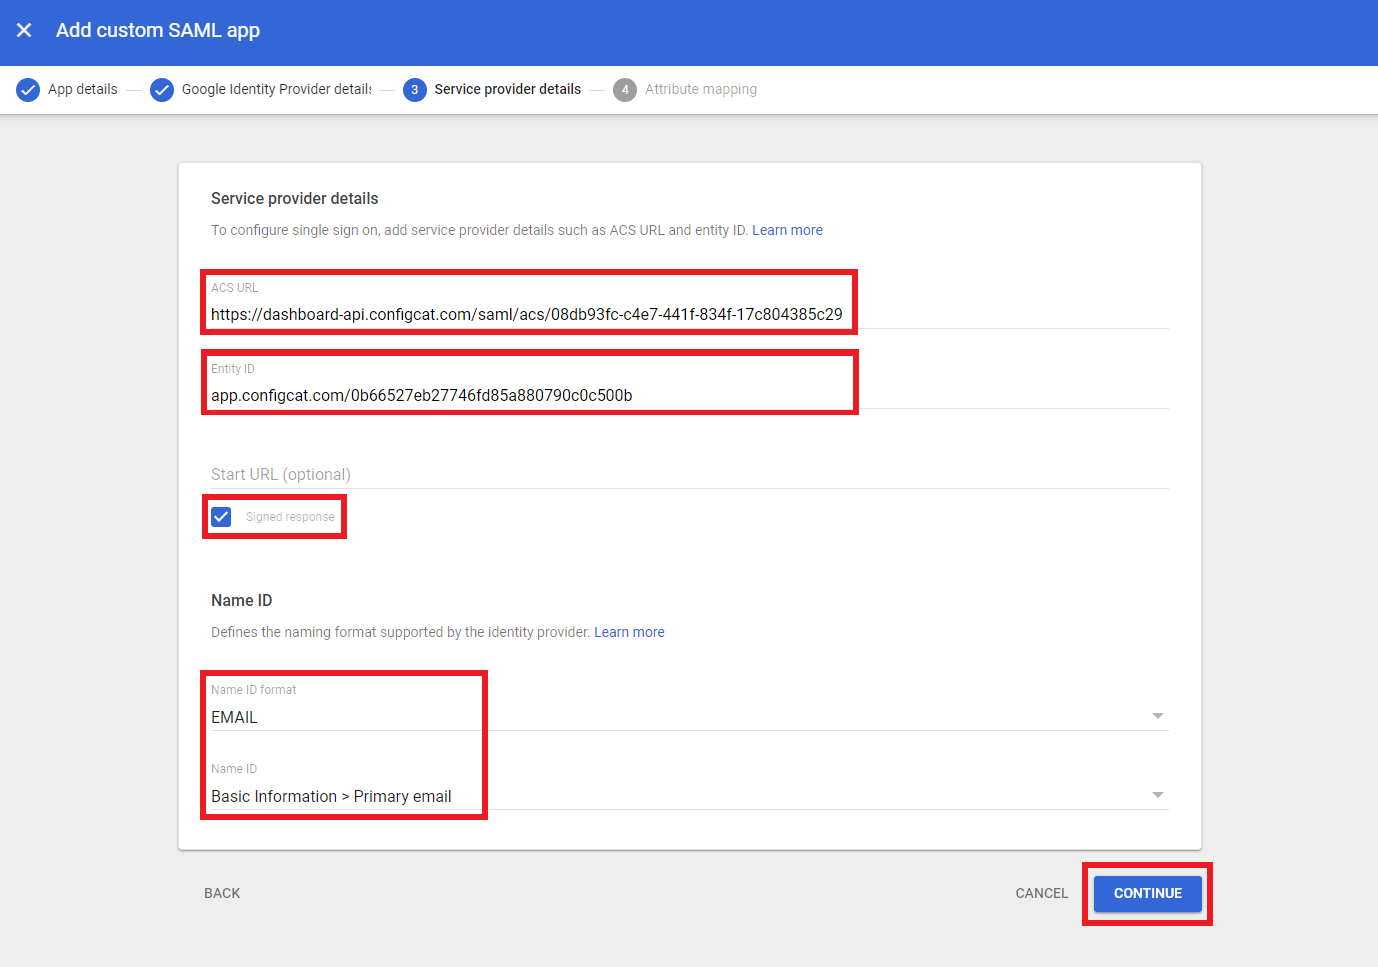 Add custom SAML app
App details
Google Identity Provider details
3 Service provider details
4 Attribute mapping
Service provider details
To configure single sign on, add service provider details such as ACS URL and entity ID. Learn more
ACS URL
https://dashboard-api.configcat.com/saml/acs/08db93fc-c4e7-441f-834f-17c804385c29
Entity ID
app.configcat.com/0b66527eb27746fd85a880790c0c500b
Start URL (optional)
Signed response
Name ID
Defines the naming format supported by the identity provider. Learn more
Name ID format
EMAIL
Name ID
Basic Information > Primary email
BACK
CANCEL
CONTINUE